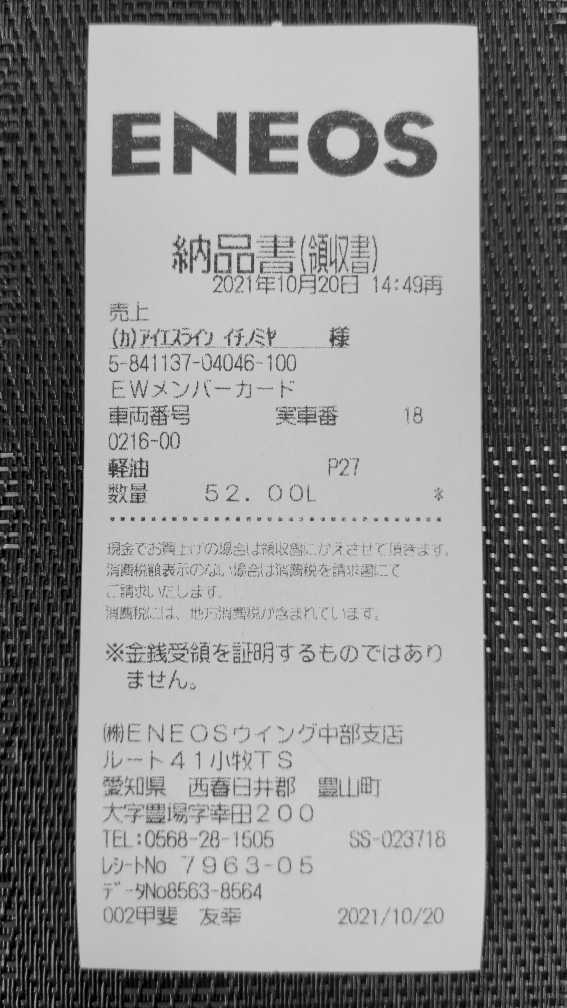 ENEOS
納品書(領収書)
2021年10月20日 14:49再
売上
(カ)アイエスライン イチノミヤ 様
5-841137-04046-100
EWメンバーカード
車両番号 実車番 18
0216-00
軽油 P27
数量 52.00L *
現金でお買上げの場合は領収書にかえさせて頂きます。
消費税額表示のない場合は消費税を請求書にて
ご請求いたします。
消費税には、地方消費税が含まれています。
※金銭受領を証明するものではあり
ません。
㈱ENEOSウイング中部支店
ルート41小牧TS
愛知県 西春日井郡 豊山町
大字豊場字幸田200
TEL:0568-28-1505 SS-023718
レシートNo 7963-05
データNo8563-8564
002甲斐 友幸 2021/10/20